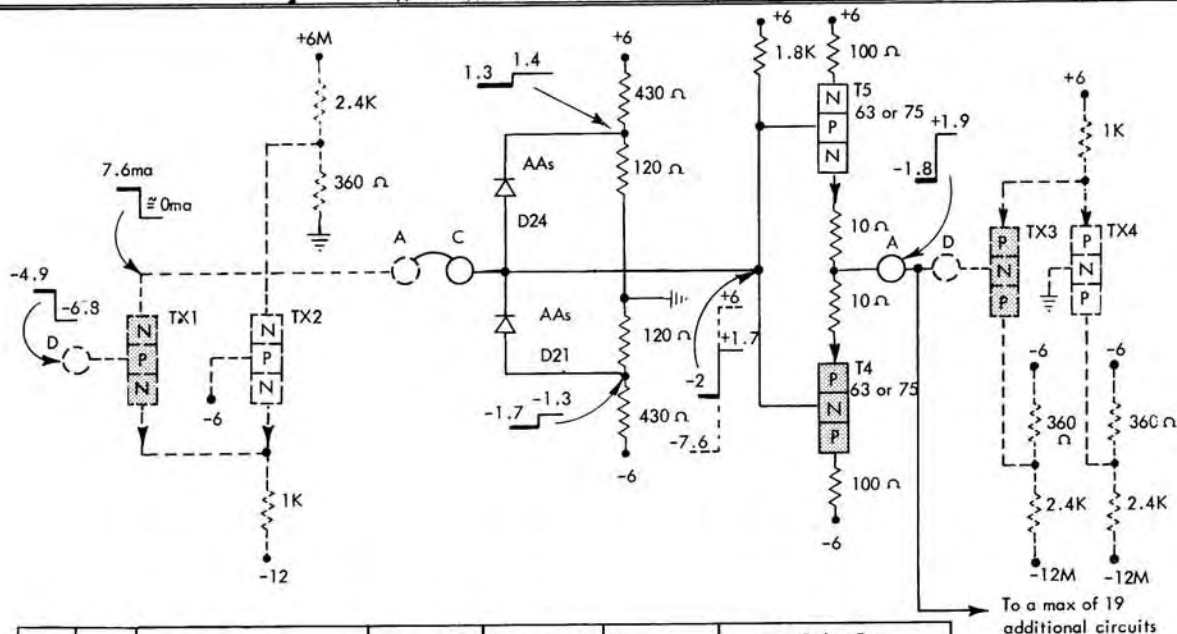 +6M
2.4K
360 Ω
7.6ma
≅ 0ma
-4.9
-6.8
D
TX1
N
P
N
TX2
N
P
N
-6
1K
-12
A
C
1.3
1.4
+6
430 Ω
120 Ω
AAs
D24
AAs
D21
120 Ω
-1.7
-1.3
430 Ω
-6
+6
+1.7
-2
-7.6
+6
1.8K
+6
100 Ω
T5
63 or 75
N
P
N
10 Ω
10 Ω
T4
63 or 75
P
N
P
100 Ω
-6
+1.9
-1.8
A
D
+6
1K
TX3
P
N
P
TX4
P
N
P
-6
-6
360
Ω
360 Ω
2.4K
2.4K
-12M
-12M
To a max of 19
additional circuits